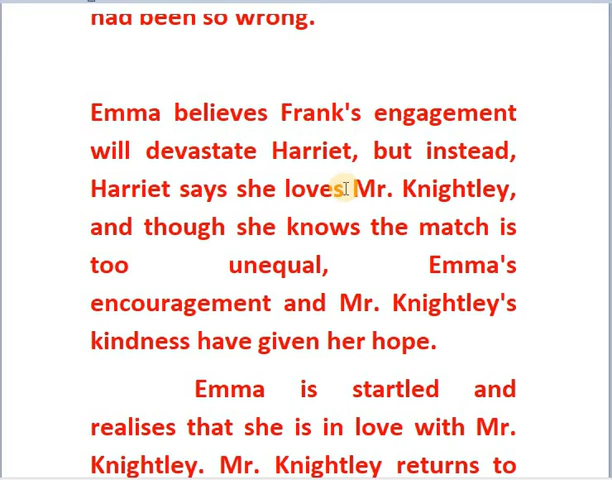 had been so wrong.
Emma believes Frank's engagement
will devastate Harriet, but instead,
Harriet says she loves Mr. Knightley,
and though she knows the match is
too unequal, Emma's
encouragement and Mr. Knightley's
kindness have given her hope.
Emma is startled and
realises that she is in love with Mr.
Knightley. Mr. Knightley returns to